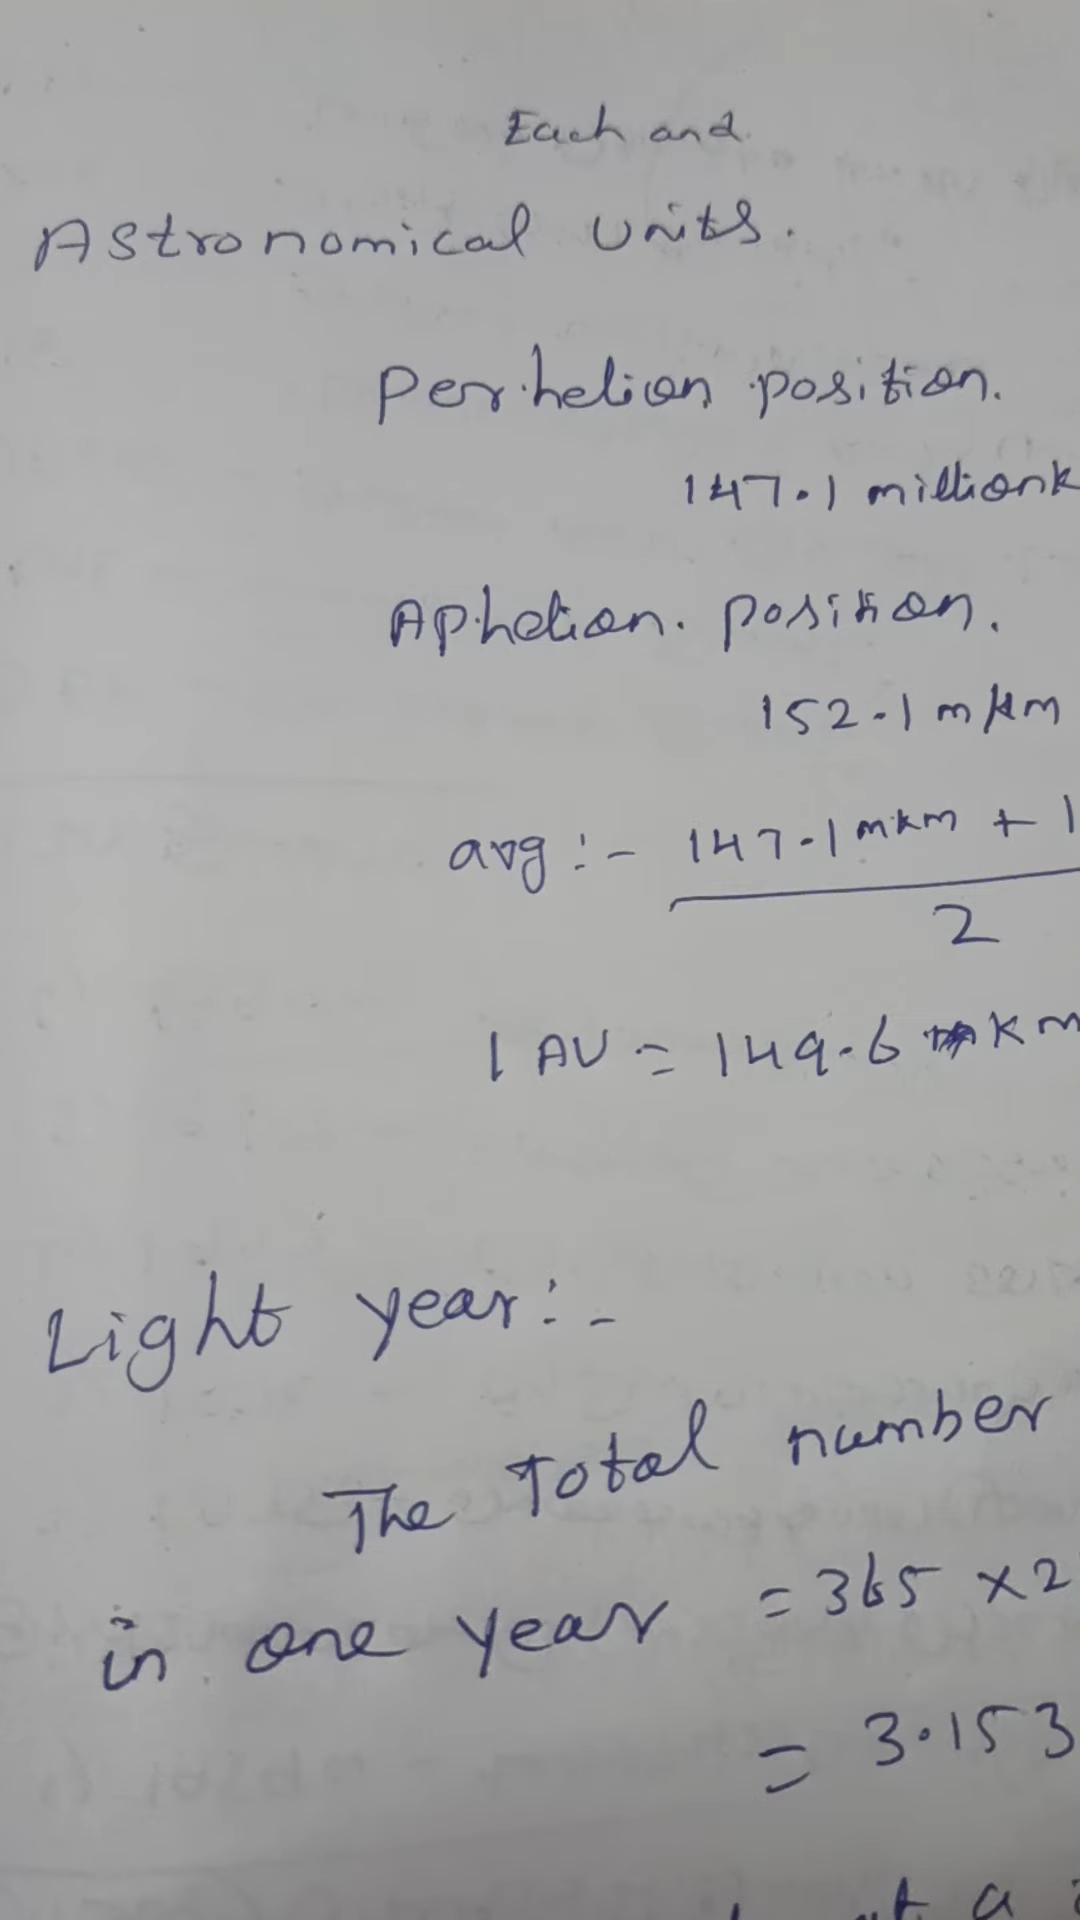 Each and
Astronomical Units.
Perihelion position.
147.1 million k
Aphelion. position.
152.1 mkm
avg :- 147.1 mkm + 1
2
1 AU = 149.6 km
Light year :-
The Total number
in one year = 365 x 2
= 3.153
a